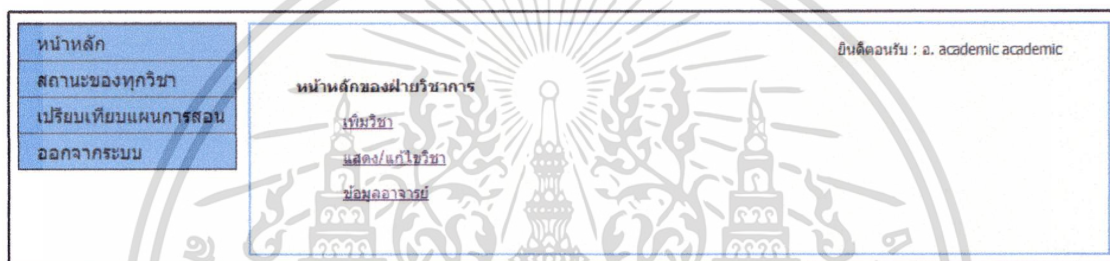 หน้าหลัก
สถานะของทุกวิชา
เปรียบเทียบแผนการสอน
ออกจากระบบ
ยินดีตอนรับ : อ. academic academic
หน้าหลักของฝ่ายวิชาการ
เพิ่มวิชา
แสดง/แก้ไขวิชา
ข้อมูลอาจารย์